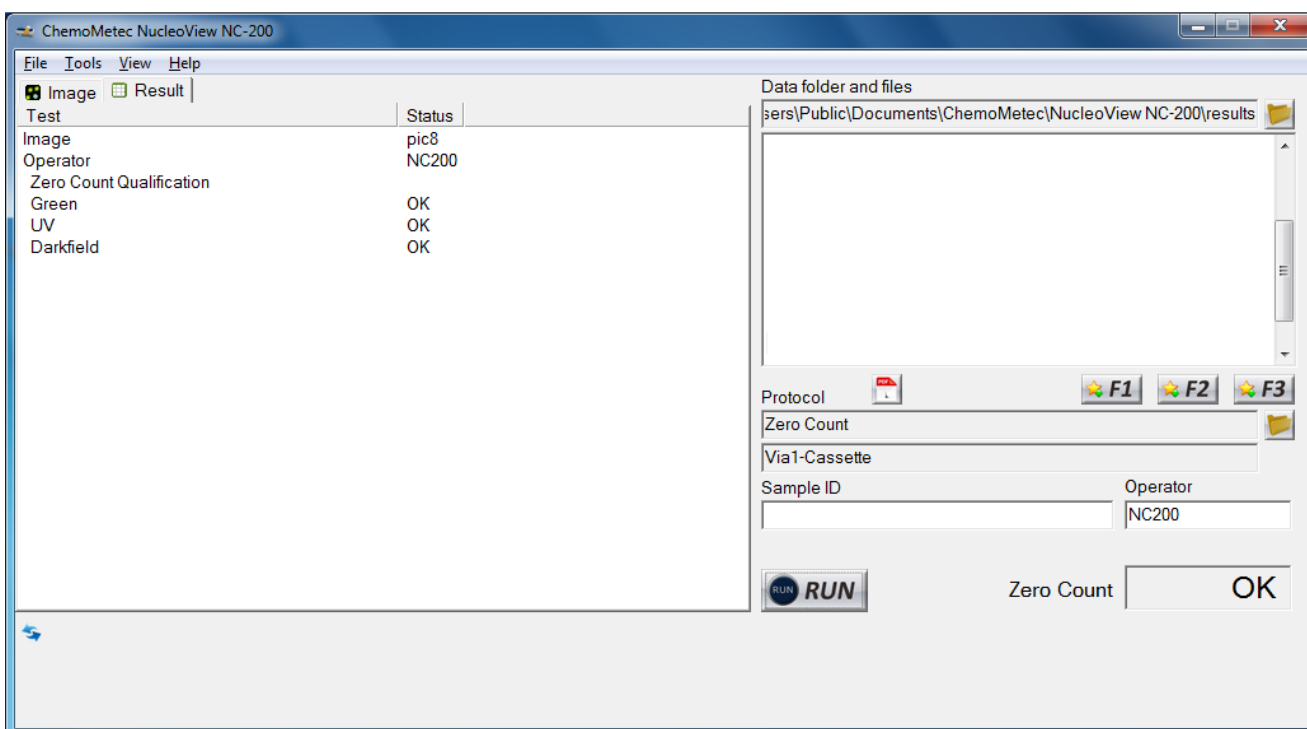 ChemoMetec NucleoView NC-200
File Tools View Help
Image Result
Test Status
Image pic8
Operator NC200
Zero Count Qualification
Green OK
UV OK
Darkfield OK
Data folder and files
sers\Public\Documents\ChemoMetec\NucleoView NC-200\results
Protocol PDF F1 F2 F3
Zero Count
Via1-Cassette
Sample ID Operator
NC200
RUN RUN Zero Count OK